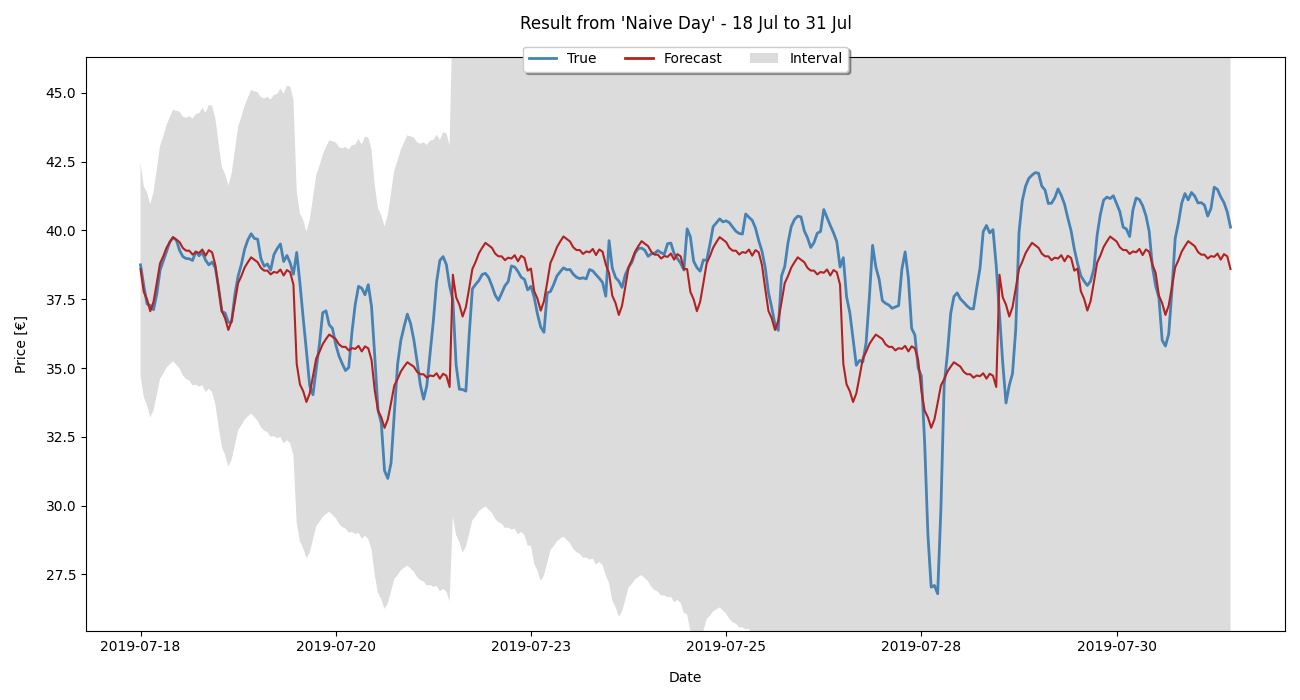 Result from 'Naive Day' - 18 Jul to 31 Jul
True Forecast Interval
45.0
42.5
40.0
37.5
35.0
32.5
30.0
27.5
Price [€]
2019-07-18 2019-07-20 2019-07-23 2019-07-25 2019-07-28 2019-07-30
Date